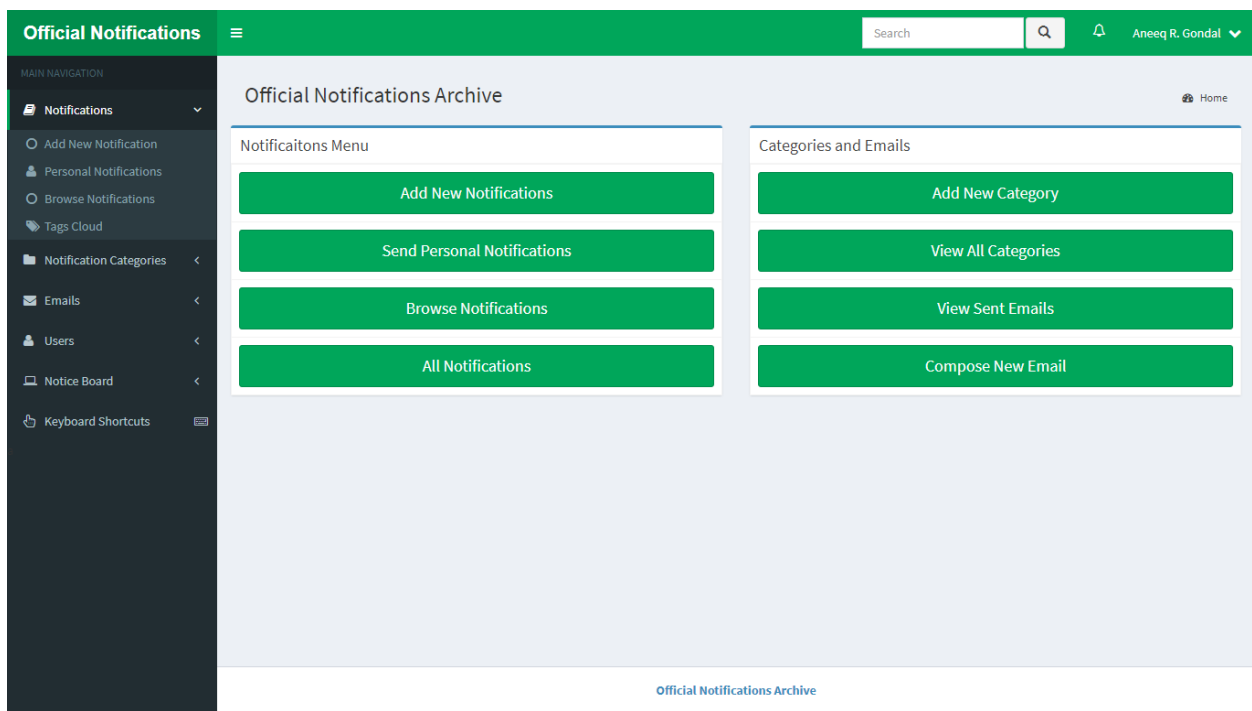 Official Notifications
Search
Aneeq R. Gondal
MAIN NAVIGATION
Notifications
Add New Notification
Personal Notifications
Browse Notifications
Tags Cloud
Notification Categories
Emails
Users
Notice Board
Keyboard Shortcuts
Official Notifications Archive
Home
Notificaitons Menu
Add New Notifications
Send Personal Notifications
Browse Notifications
All Notifications
Categories and Emails
Add New Category
View All Categories
View Sent Emails
Compose New Email
Official Notifications Archive